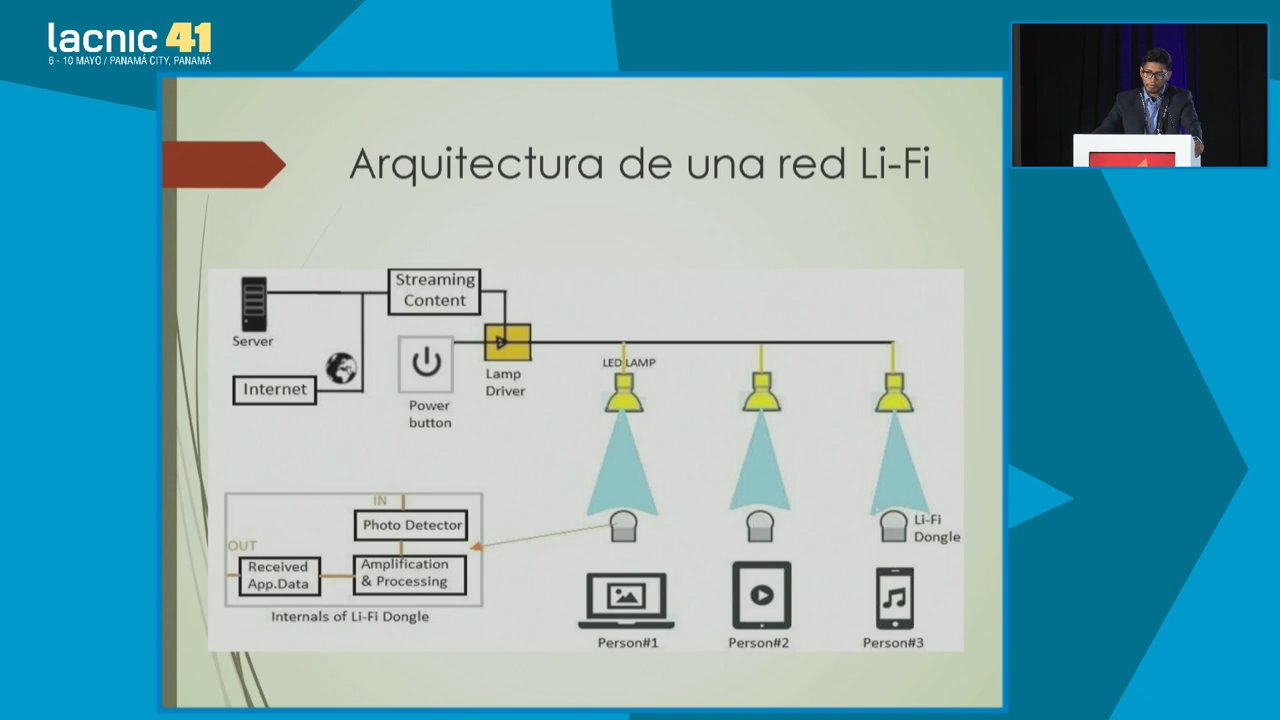 lacnic 41
6 - 10 MAYO / PANAMÁ CITY, PANAMÁ
Arquitectura de una red Li-Fi
Streaming
Content
Server
Internet
Power
button
Lamp
Driver
LED LAMP
IN
Photo Detector
OUT
Received
App.Data
Amplification
& Processing
Internals of Li-Fi Dongle
Li-Fi
Dongle
Person#1
Person#2
Person#3